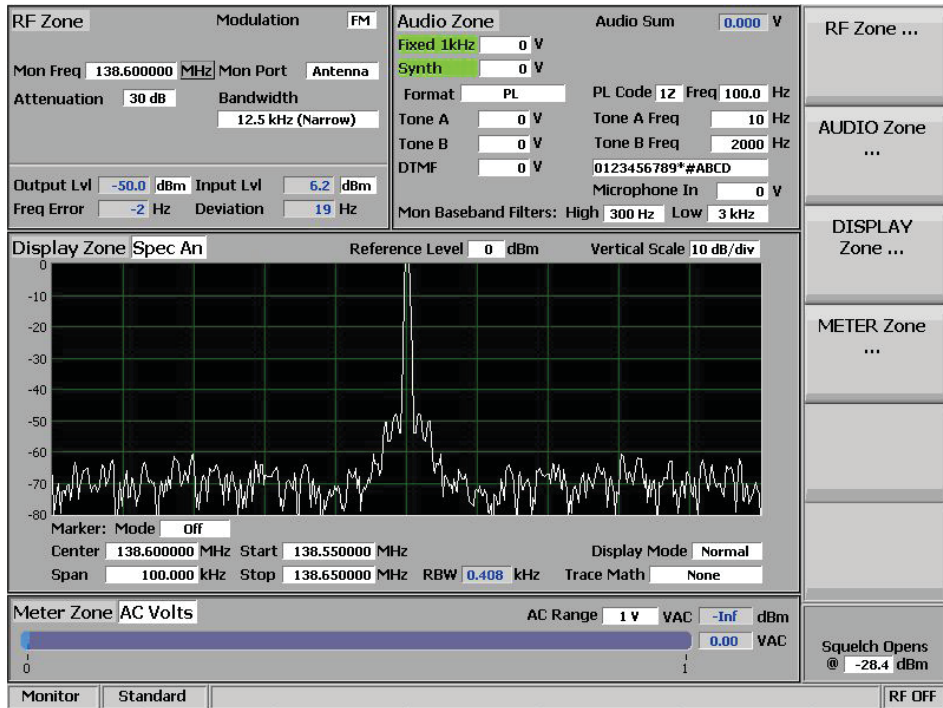 RF Zone Modulation FM
Mon Freq 138.600000 MHz Mon Port Antenna
Attenuation 30 dB Bandwidth
12.5 kHz (Narrow)
Output Lvl -50.0 dBm Input Lvl 6.2 dBm
Freq Error -2 Hz Deviation 19 Hz
Audio Zone Audio Sum 0.000 V
Fixed 1kHz 0 V
Synth 0 V
Format PL PL Code 1Z Freq 100.0 Hz
Tone A 0 V Tone A Freq 10 Hz
Tone B 0 V Tone B Freq 2000 Hz
DTMF 0 V 0123456789*#ABCD
Microphone In 0 V
Mon Baseband Filters: High 300 Hz Low 3 kHz
Display Zone Spec An Reference Level 0 dBm Vertical Scale 10 dB/div
0
-10
-20
-30
-40
-50
-60
-70
-80
Marker: Mode Off
Center 138.600000 MHz Start 138.550000 MHz Display Mode Normal
Span 100.000 kHz Stop 138.650000 MHz RBW 0.408 kHz Trace Math None
Meter Zone AC Volts AC Range 1 V VAC -Inf dBm
0.00 VAC
0 1
RF Zone ...
AUDIO Zone
...
DISPLAY
Zone ...
METER Zone
...
Squelch Opens
@ -28.4 dBm
Monitor Standard RF OFF